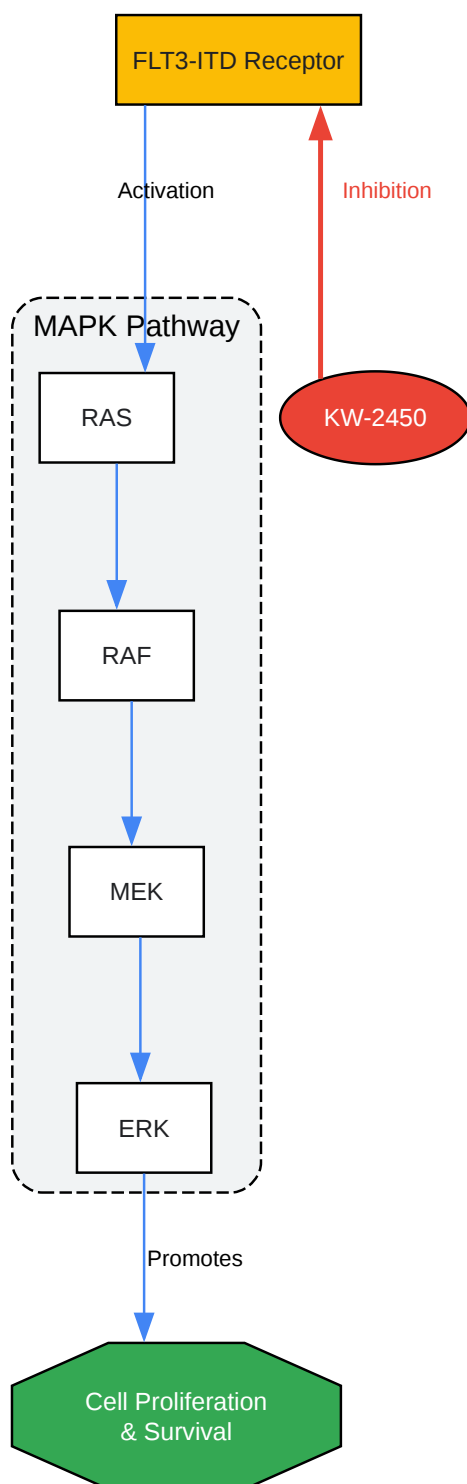 FLT3-ITD Receptor
Activation
Inhibition
MAPK Pathway
RAS
KW-2450
RAF
MEK
ERK
Promotes
Cell Proliferation
& Survival